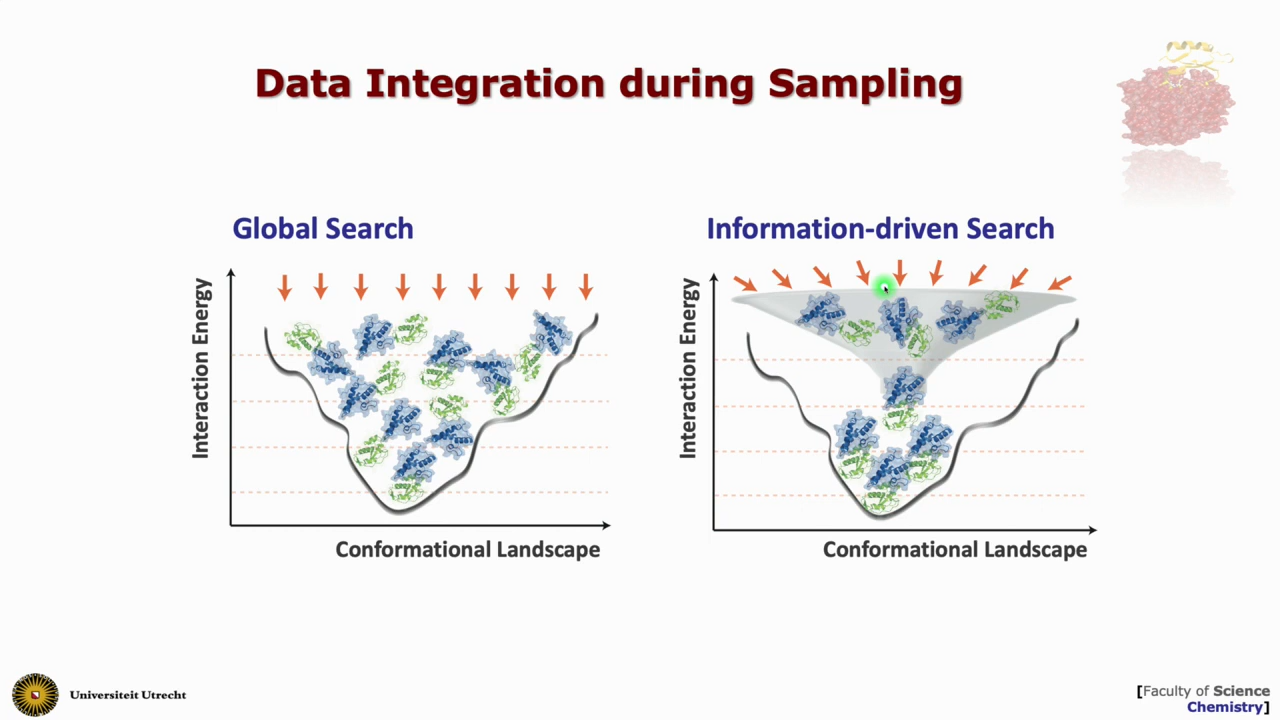 Data Integration during Sampling
Global Search
Information-driven Search
Interaction Energy
Interaction Energy
Conformational Landscape
Conformational Landscape
Universiteit Utrecht
[Faculty of Science
Chemistry]